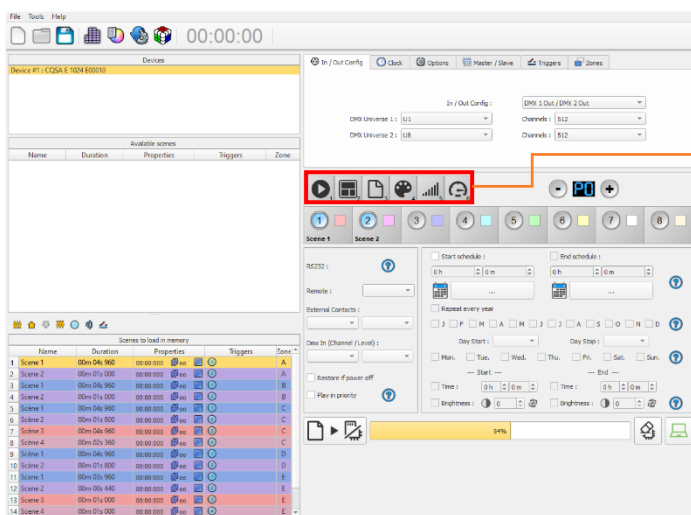 File Tools Help
00:00:00
Devices
Device #1 : CQSA E 1024 E00010
Available scenes
Name Duration Properties Triggers Zone
Scenes to load in memory
Name Duration Properties Triggers Zone
1 Scene 1 00m 04s 960 00:00:000 A
2 Scene 2 00m 01s 000 00:00:000 A
3 Scene 1 00m 04s 960 00:00:000 B
4 Scene 2 00m 01s 000 00:00:000 B
5 Scene 1 00m 04s 960 00:00:000 C
6 Scene 2 00m 01s 800 00:00:000 C
7 Scene 3 00m 04s 960 00:00:000 C
8 Scène 4 00m 02s 360 00:00:000 C
9 Scene 1 00m 04s 960 00:00:000 D
10 Scene 2 00m 01s 800 00:00:000 D
11 Scene 1 00m 03s 960 00:00:000 E
12 Scene 2 00m 00s 440 00:00:000 E
13 Scene 3 00m 01s 000 00:00:000 E
14 Scene 4 00m 01s 000 00:00:000 E
In / Out Config Clock Options Master / Slave Triggers Zones
In / Out Config : DMX 1 Out / DMX 2 Out
DMX Universe 1 : U1 Channels : 512
DMX Universe 2 : U8 Channels : 512
1 2 3 4 5 6
- P0 +
1 2 3 4 5 6 7 8
Scene 1 Scene 2
RS232 :
Remote :
External Contacts :
Dmx In (Channel / Level) :
Restore if power off
Play in priority
Start schedule : End schedule :
0 h 0 m 0 h 0 m
... ...
Repeat every year
J F M A M J J A S O N D
Day Start : Day Stop :
Mon. Tue. Wed. Thu. Fri. Sat. Sun.
--- Start --- --- End ---
Time : 0 h 0 m Time : 0 h 0 m
Brightness : 0 Brightness : 0
54%